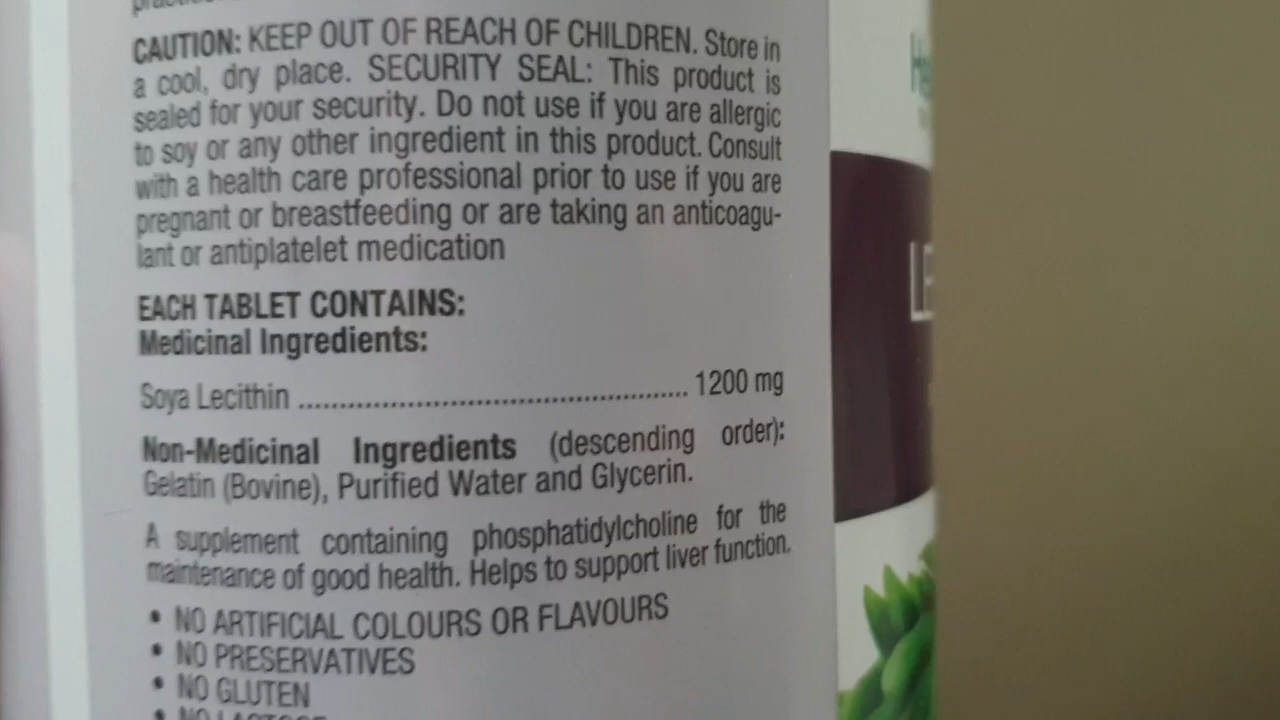 CAUTION: KEEP OUT OF REACH OF CHILDREN. Store in
a cool, dry place. SECURITY SEAL: This product is
sealed for your security. Do not use if you are allergic
to soy or any other ingredient in this product. Consult
with a health care professional prior to use if you are
pregnant or breastfeeding or are taking an anticoagu-
lant or antiplatelet medication
EACH TABLET CONTAINS:
Medicinal Ingredients:
Soya Lecithin ................................................ 1200 mg
Non-Medicinal Ingredients (descending order):
Gelatin (Bovine), Purified Water and Glycerin.
A supplement containing phosphatidylcholine for the
maintenance of good health. Helps to support liver function.
• NO ARTIFICIAL COLOURS OR FLAVOURS
• NO PRESERVATIVES
• NO GLUTEN
• NO LACTOSE